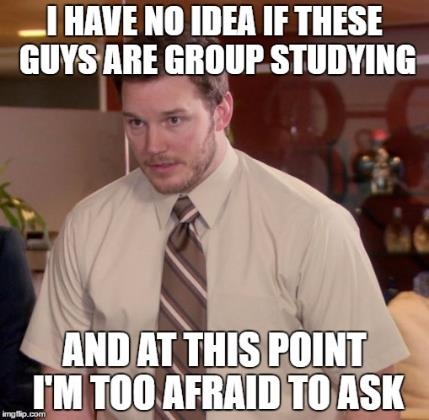 I HAVE NO IDEA IF THESE
GUYS ARE GROUP STUDYING
AND AT THIS POINT
I'M TOO AFRAID TO ASK
imgflip.com